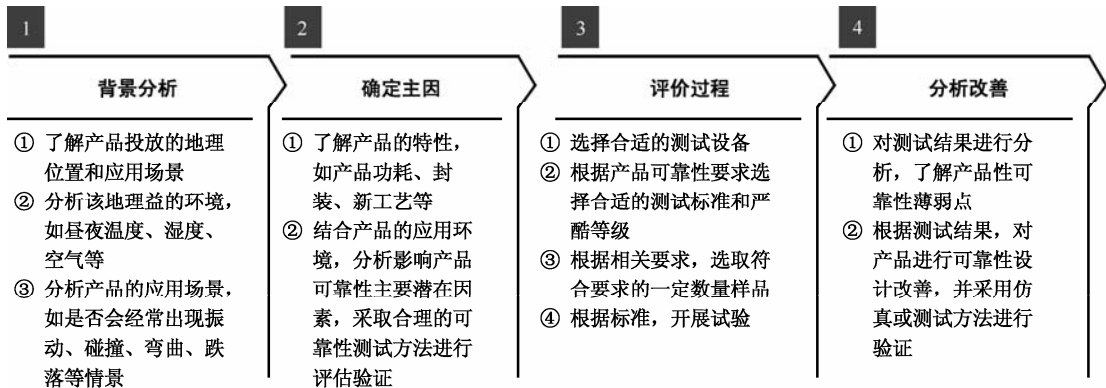 1
背景分析
① 了解产品投放的地理
位置和应用场景
② 分析该地理益的环境，
如昼夜温度、湿度、
空气等
③ 分析产品的应用场景，
如是否会经常出现振
动、碰撞、弯曲、跌
落等情景
2
确定主因
① 了解产品的特性，
如产品功耗、封
装、新工艺等
② 结合产品的应用环
境，分析影响产品
可靠性主要潜在因
素，采取合理的可
靠性测试方法进行
评估验证
3
评价过程
① 选择合适的测试设备
② 根据产品可靠性要求选
择合适的测试标准和严
酷等级
③ 根据相关要求，选取符
合要求的一定数量样品
④ 根据标准，开展试验
4
分析改善
① 对测试结果进行分
析，了解产品性可
靠性薄弱点
② 根据测试结果，对
产品进行可靠性设
计改善，并采用仿
真或测试方法进行
验证